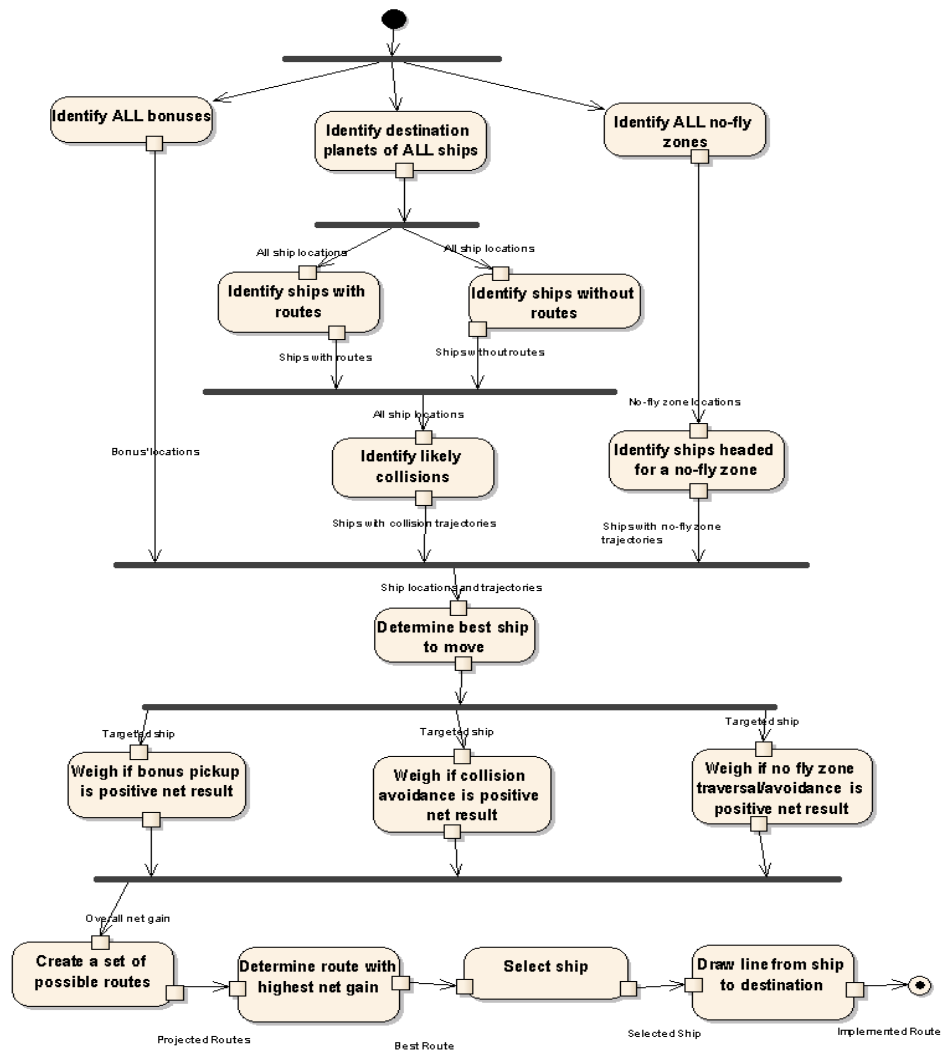 Identify ALL bonuses
Identify destination
planets of ALL ships
Identify ALL no-fly
zones
All ship locations
All ship locations
Identify ships with
routes
Identify ships without
routes
Ships with routes
Ships without routes
No-fly zone locations
All ship locations
Bonus' locations
Identify likely
collisions
Identify ships headed
for a no-fly zone
Ships with collision trajectories
Ships with no-fly zone
trajectories
Ship locations and trajectories
Determine best ship
to move
Targeted ship
Targeted ship
Targeted ship
Weigh if bonus pickup
is positive net result
Weigh if collision
avoidance is positive
net result
Weigh if no fly zone
traversal/avoidance is
positive net result
Overall net gain
Create a set of
possible routes
Determine route with
highest net gain
Select ship
Draw line from ship
to destination
Projected Routes
Best Route
Selected Ship
Implemented Route